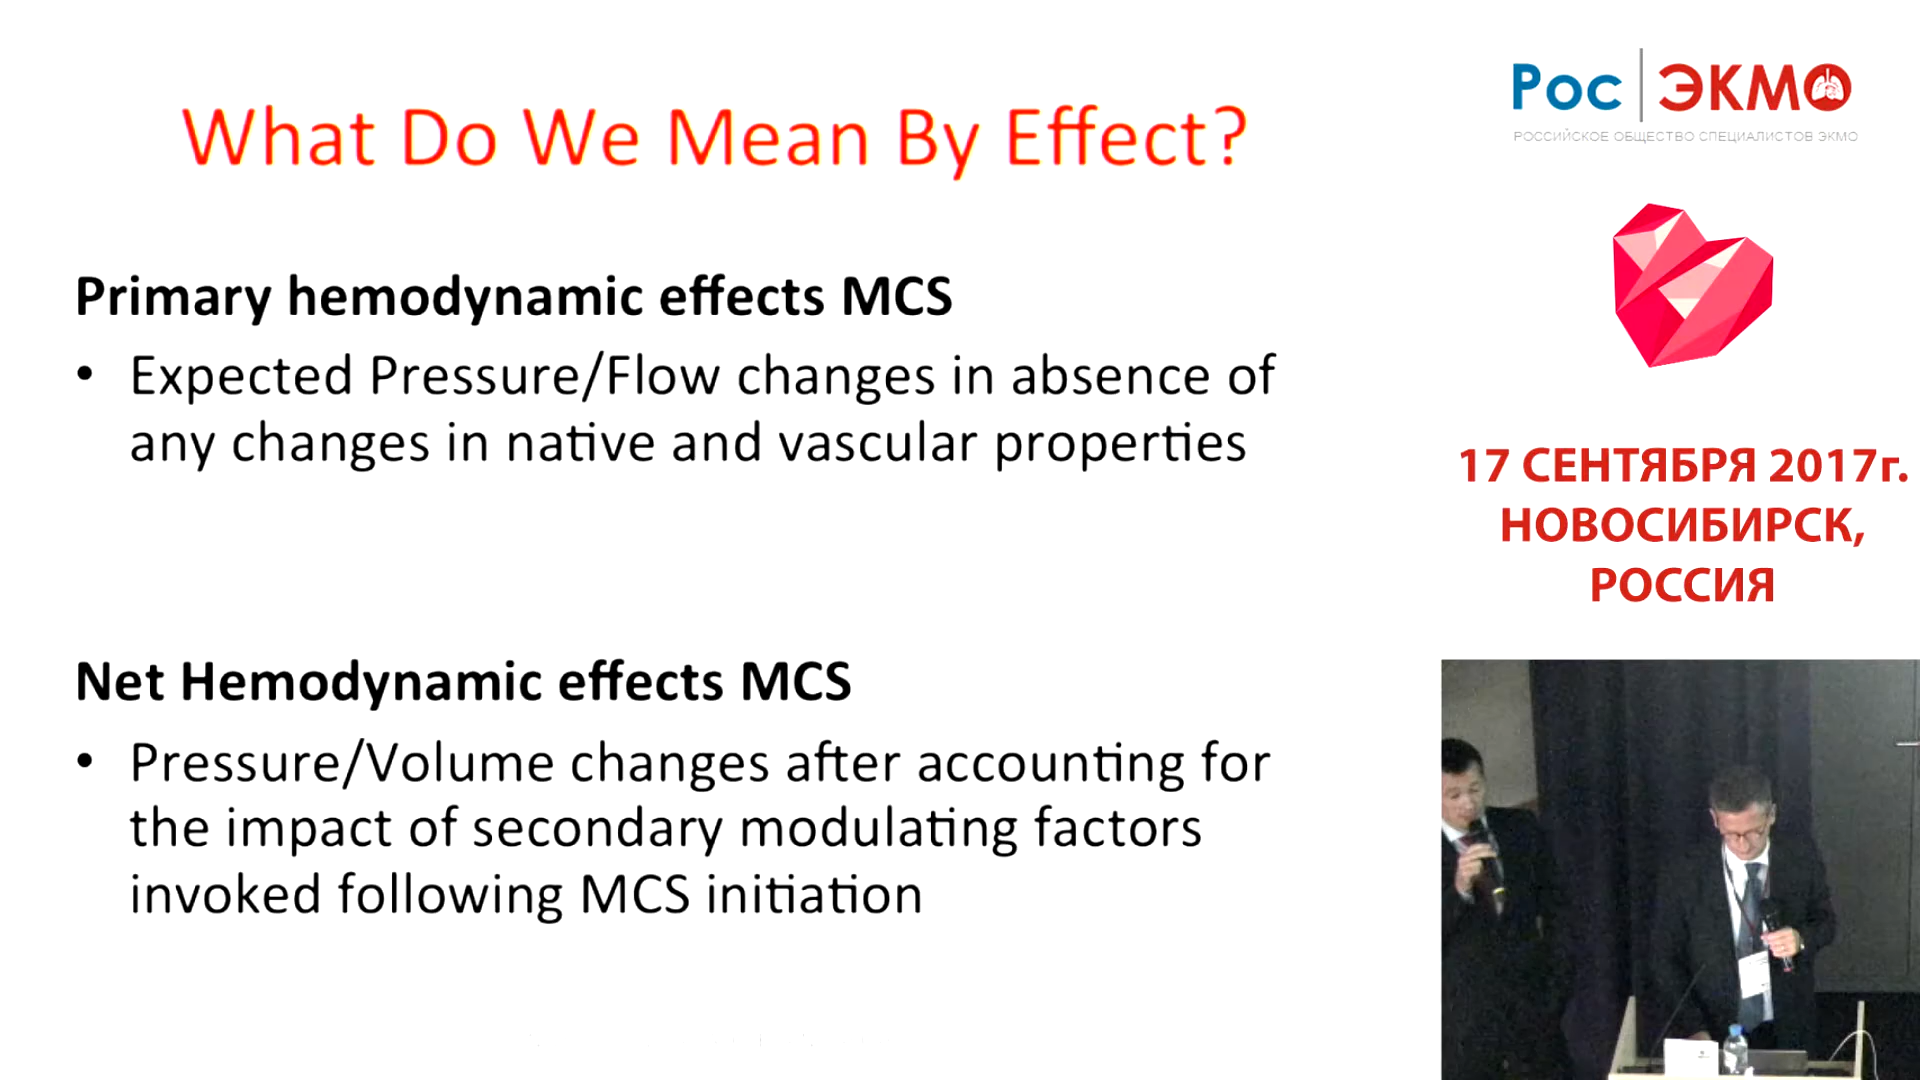 What Do We Mean By Effect?
Primary hemodynamic effects MCS
• Expected Pressure/Flow changes in absence of
any changes in native and vascular properties
Net Hemodynamic effects MCS
• Pressure/Volume changes after accounting for
the impact of secondary modulating factors
invoked following MCS initiation
Рос ЭКМО
РОССИЙСКОЕ ОБЩЕСТВО СПЕЦИАЛИСТОВ ЭКМО
17 СЕНТЯБРЯ 2017г.
НОВОСИБИРСК,
РОССИЯ